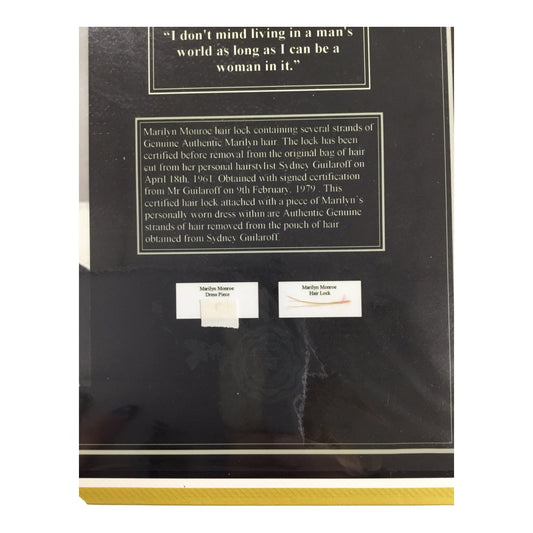 “I don't mind living in a man's
world as long as I can be a
woman in it.”
Marilyn Monroe hair lock containing several strands of
Genuine Authentic Marilyn hair. The lock has been
certified before removal from the original bag of hair
cut from her personal hairstylist Sydney Guilaroff on
April 18th, 1961. Obtained with signed certification
from Mr Guilaroff on 9th February, 1979 . This
certified hair lock attached with a piece of Marilyn`s
personally worn dress within are Authentic Genuine
strands of hair removed from the pouch of hair
obtained from Sydney Guilaroff.
Marilyn Monroe
Dress Piece
Marilyn Monroe
Hair Lock